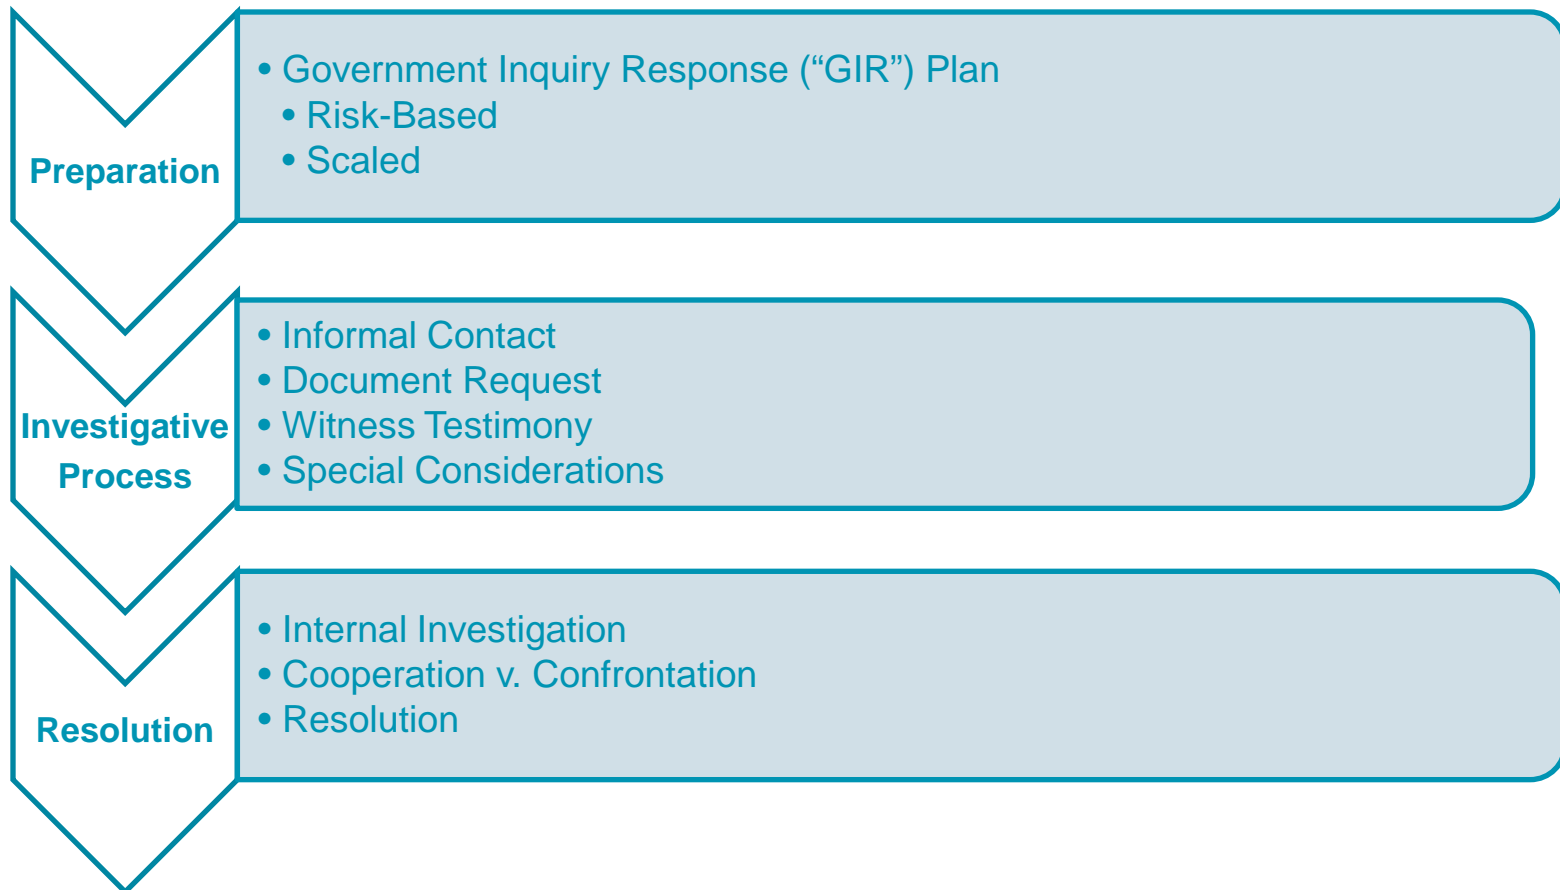 Preparation
• Government Inquiry Response (“GIR”) Plan
• Risk-Based
• Scaled
Investigative
Process
• Informal Contact
• Document Request
• Witness Testimony
• Special Considerations
Resolution
• Internal Investigation
• Cooperation v. Confrontation
• Resolution